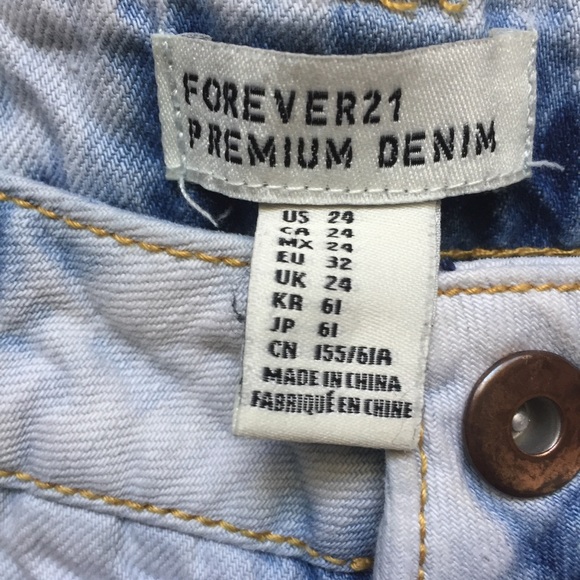 FOREVER21
PREMIUM DENIM
US 24
CA 24
MX 24
EU 32
UK 24
KR 61
JP 61
CN 155/61A
MADE IN CHINA
FABRIQUÉ EN CHINE